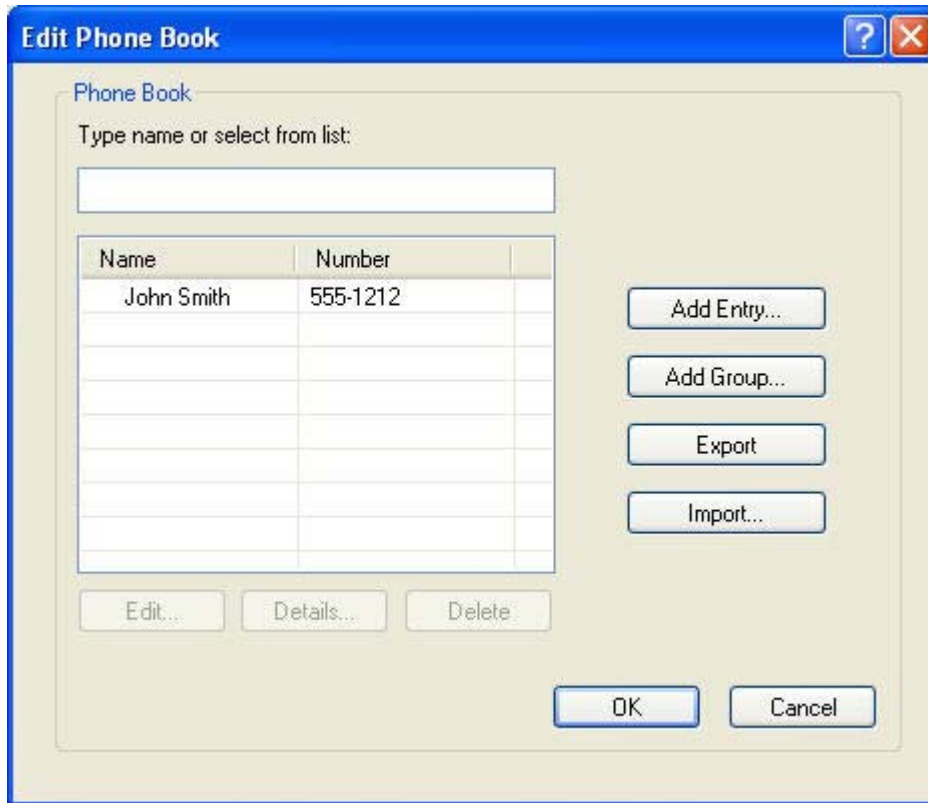 Edit Phone Book
?
Phone Book
Type name or select from list:
Name Number
John Smith 555-1212
Add Entry...
Add Group...
Export
Import...
Edit... Details... Delete
OK Cancel